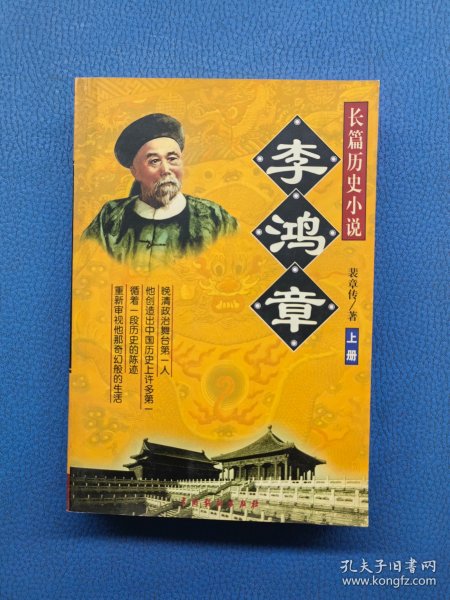 长篇历史小说
李鸿章
裴章传/著
上册
晚清政治舞台第一人
他创造出中国历史上许多第一
循着一段历史的陈迹
重新审视他那奇幻般的生活
孔夫子旧书网
www.kongfz.com